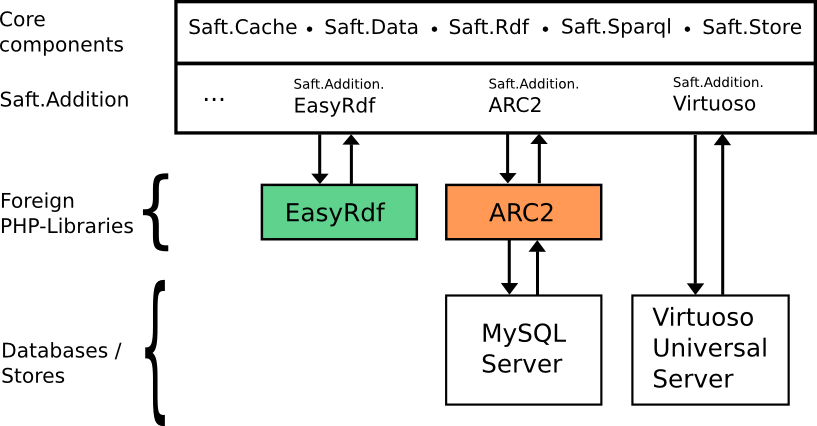 Core
components
Saft.Cache • Saft.Data • Saft.Rdf • Saft.Sparql • Saft.Store
Saft.Addition
...
Saft.Addition.
EasyRdf
Saft.Addition.
ARC2
Saft.Addition.
Virtuoso
Foreign
PHP-Libraries
EasyRdf
ARC2
Databases /
Stores
MySQL
Server
Virtuoso
Universal
Server